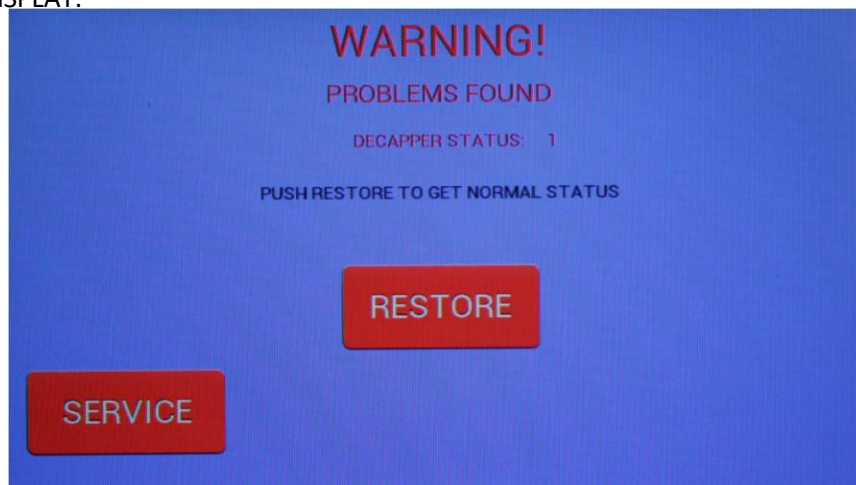 WARNING!
PROBLEMS FOUND
DECAPPER STATUS: 1
PUSH RESTORE TO GET NORMAL STATUS
RESTORE
SERVICE